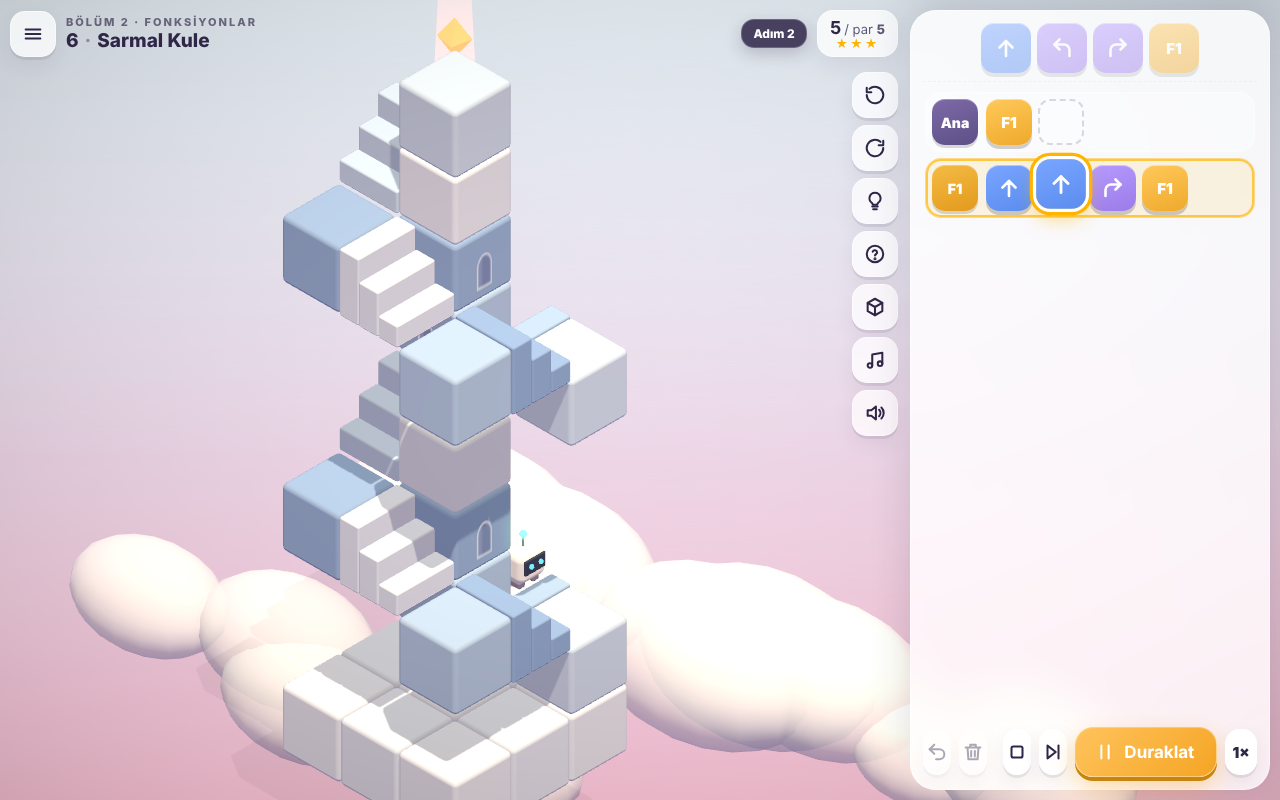 BÖLÜM 2 · FONKSİYONLAR
6 · Sarmal Kule
Adım 2
5 / par 5
F1
Ana F1
F1 F1
Duraklat 1×